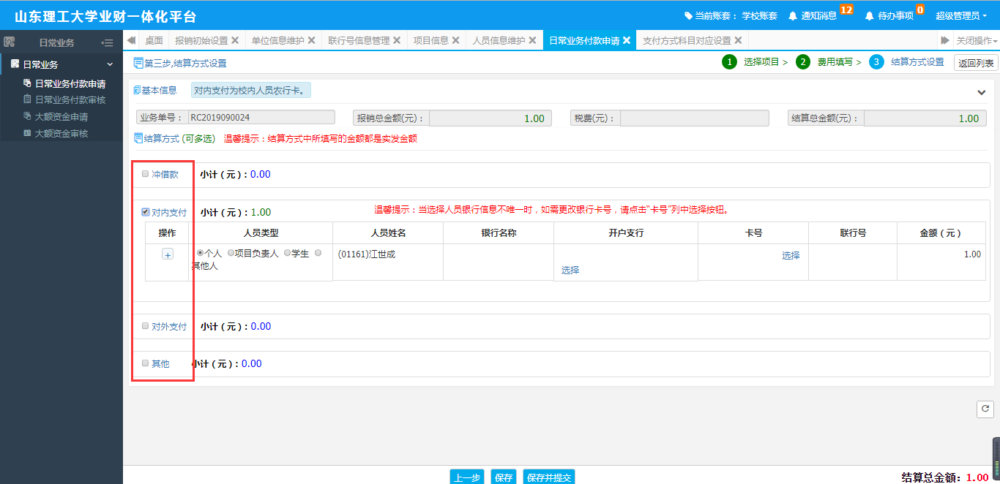 山东理工大学业财一体化平台 当前账套： 学校账套 通知消息 12 待办事项 0 超级管理员
日常业务 桌面 报销初始设置 单位信息维护 联行号信息管理 项目信息 人员信息维护 日常业务付款申请 支付方式科目对应设置 关闭操作
日常业务
日常业务付款申请
日常业务付款审核
大额资金申请
大额资金审核
第三步,结算方式设置 1 选择项目 > 2 费用填写 > 3 结算方式设置 返回列表
基本信息 对内支付为校内人员农行卡。
业务单号： RC2019090024 报销总金额(元)： 1.00 税费(元)： 结算总金额(元)： 1.00
结算方式 (可多选) 温馨提示：结算方式中所填写的金额都是实发金额
冲借款 小计（元）: 0.00
对内支付 小计（元）: 1.00 温馨提示：当选择人员银行信息不唯一时，如需更改银行卡号，请点击"卡号"列中选择按钮。
操作 人员类型 人员姓名 银行名称 开户支行 卡号 联行号 金额（元）
+ 个人 项目负责人 学生 (01161)江世成 选择 1.00
其他人 选择
对外支付 小计（元）: 0.00
其他 小计（元）: 0.00
上一步 保存 保存并提交 结算总金额: 1.00